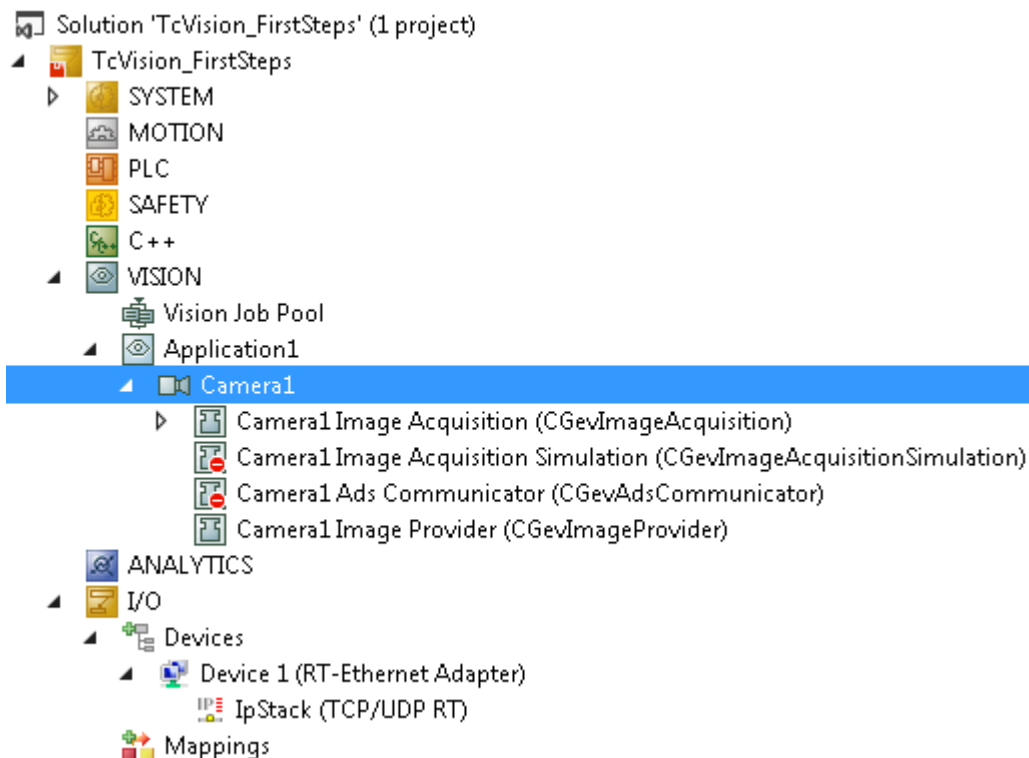 Solution 'TcVision_FirstSteps' (1 project)
TcVision_FirstSteps
SYSTEM
MOTION
PLC
SAFETY
C++
VISION
Vision Job Pool
Application1
Camera1
Camera1 Image Acquisition (CGevImageAcquisition)
Camera1 Image Acquisition Simulation (CGevImageAcquisitionSimulation)
Camera1 Ads Communicator (CGevAdsCommunicator)
Camera1 Image Provider (CGevImageProvider)
ANALYTICS
I/O
Devices
Device 1 (RT-Ethernet Adapter)
IpStack (TCP/UDP RT)
Mappings